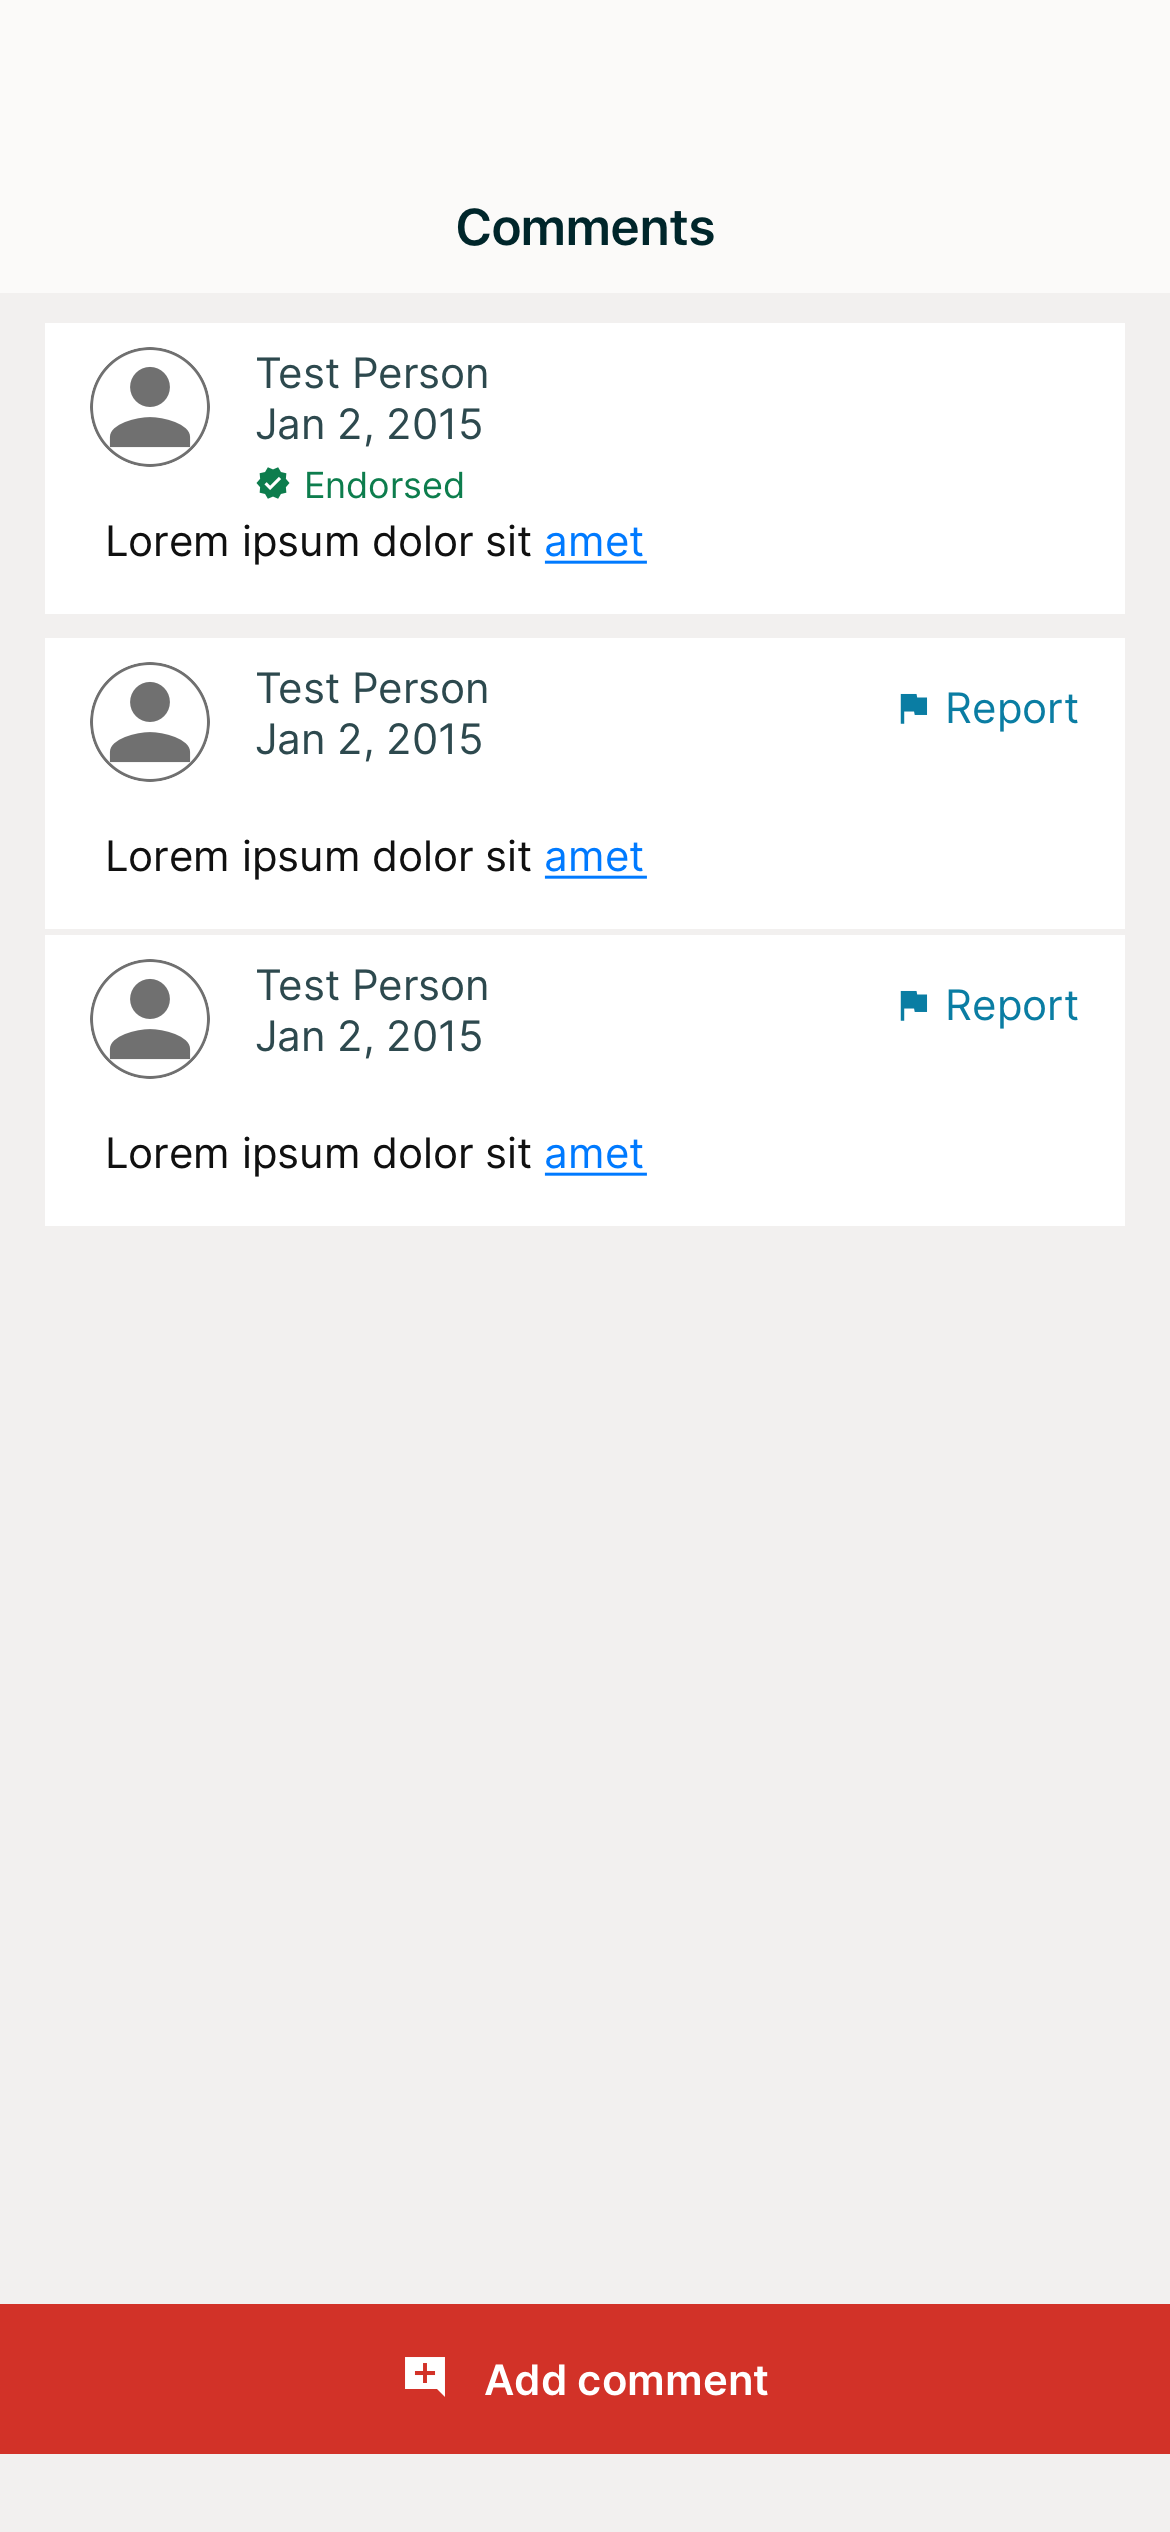 Comments
Test Person
Jan 2, 2015
Endorsed
Lorem ipsum dolor sit amet
Test Person
Jan 2, 2015
Report
Lorem ipsum dolor sit amet
Test Person
Jan 2, 2015
Report
Lorem ipsum dolor sit amet
Add comment